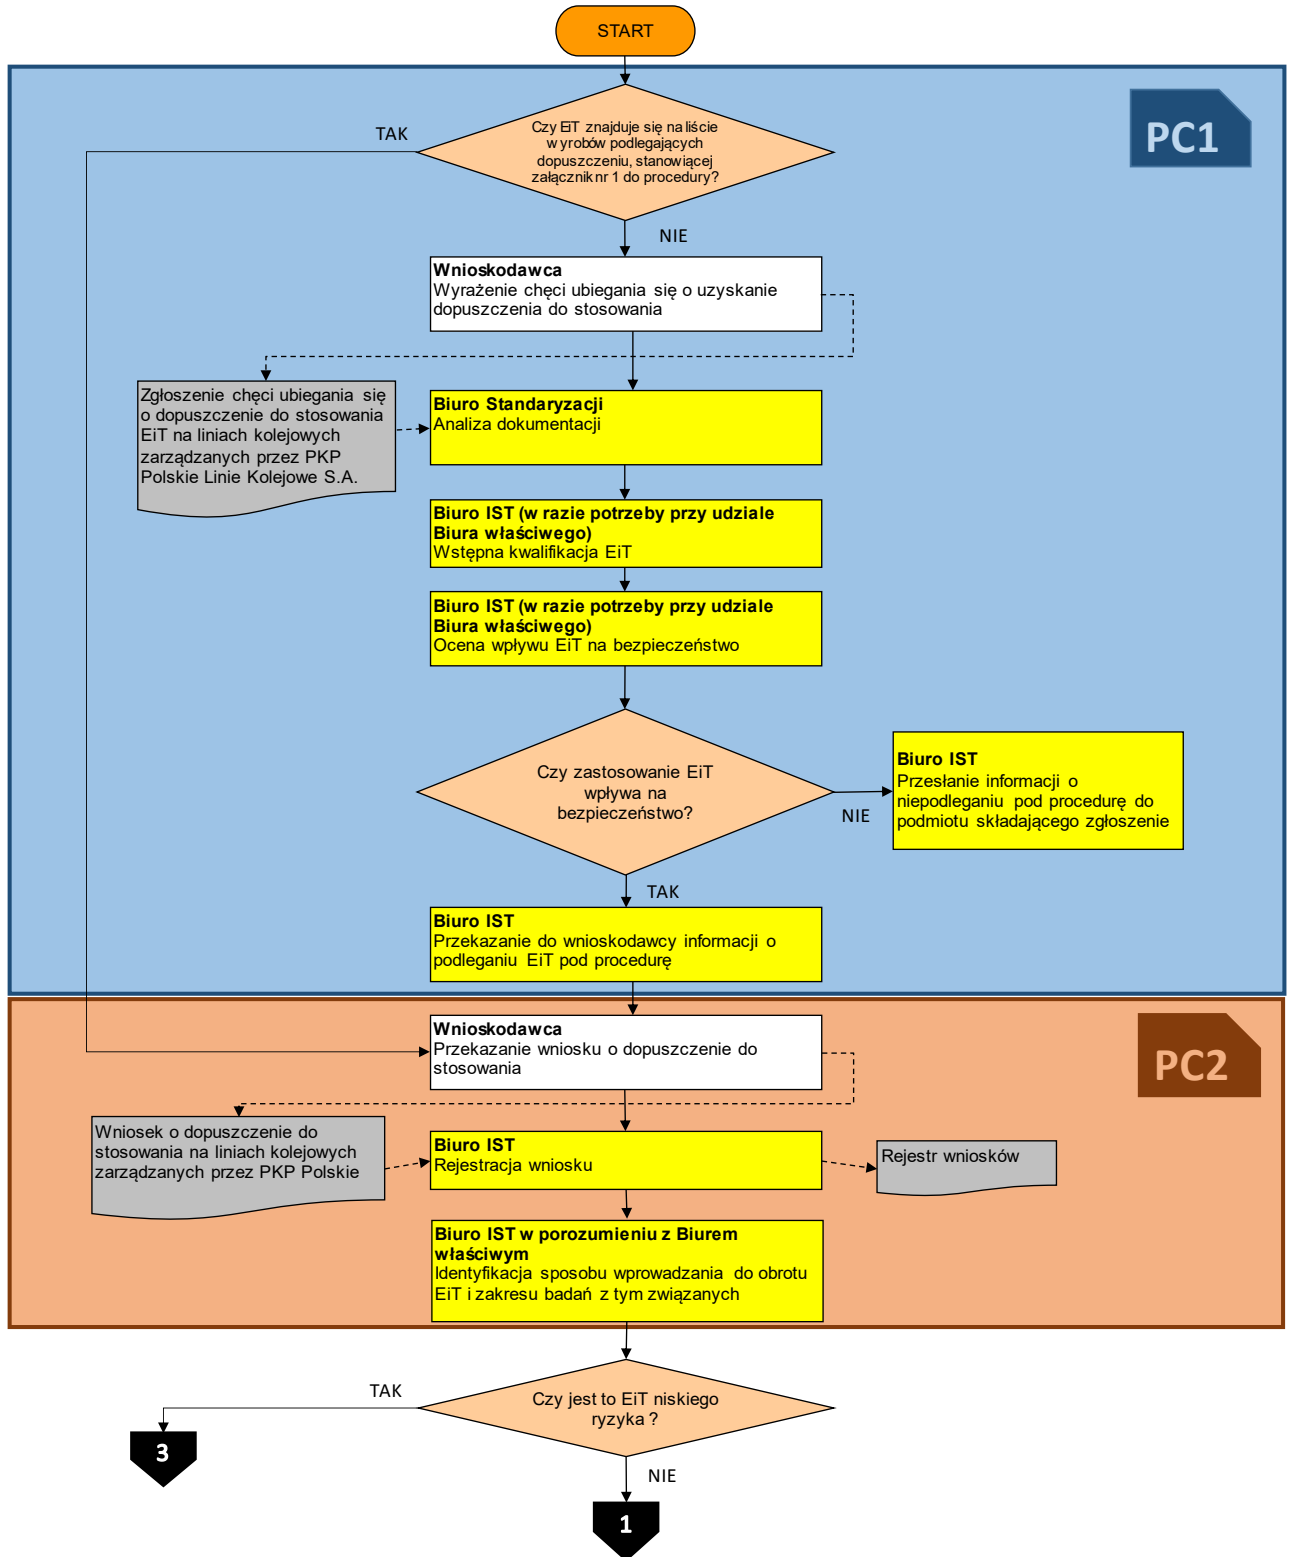 START
PC1
Czy EiT znajduje się na liście
wyrobów podlegających
dopuszczeniu, stanowiącej
załącznik nr 1 do procedury?
TAK
NIE
Wnioskodawca
Wyrażenie chęci ubiegania się o uzyskanie
dopuszczenia do stosowania
Zgłoszenie chęci ubiegania się
o dopuszczenie do stosowania
EiT na liniach kolejowych
zarządzanych przez PKP
Polskie Linie Kolejowe S.A.
Biuro Standaryzacji
Analiza dokumentacji
Biuro IST (w razie potrzeby przy udziale
Biura właściwego)
Wstępna kwalifikacja EiT
Biuro IST (w razie potrzeby przy udziale
Biura właściwego)
Ocena wpływu EiT na bezpieczeństwo
Czy zastosowanie EiT
wpływa na
bezpieczeństwo?
NIE
Biuro IST
Przesłanie informacji o
niepodleganiu pod procedurę do
podmiotu składającego zgłoszenie
TAK
Biuro IST
Przekazanie do wnioskodawcy informacji o
podleganiu EiT pod procedurę
PC2
Wnioskodawca
Przekazanie wniosku o dopuszczenie do
stosowania
Wniosek o dopuszczenie do
stosowania na liniach kolejowych
zarządzanych przez PKP Polskie
Biuro IST
Rejestracja wniosku
Rejestr wniosków
Biuro IST w porozumieniu z Biurem
właściwym
Identyfikacja sposobu wprowadzania do obrotu
EiT i zakresu badań z tym związanych
Czy jest to EiT niskiego
ryzyka ?
TAK
3
NIE
1